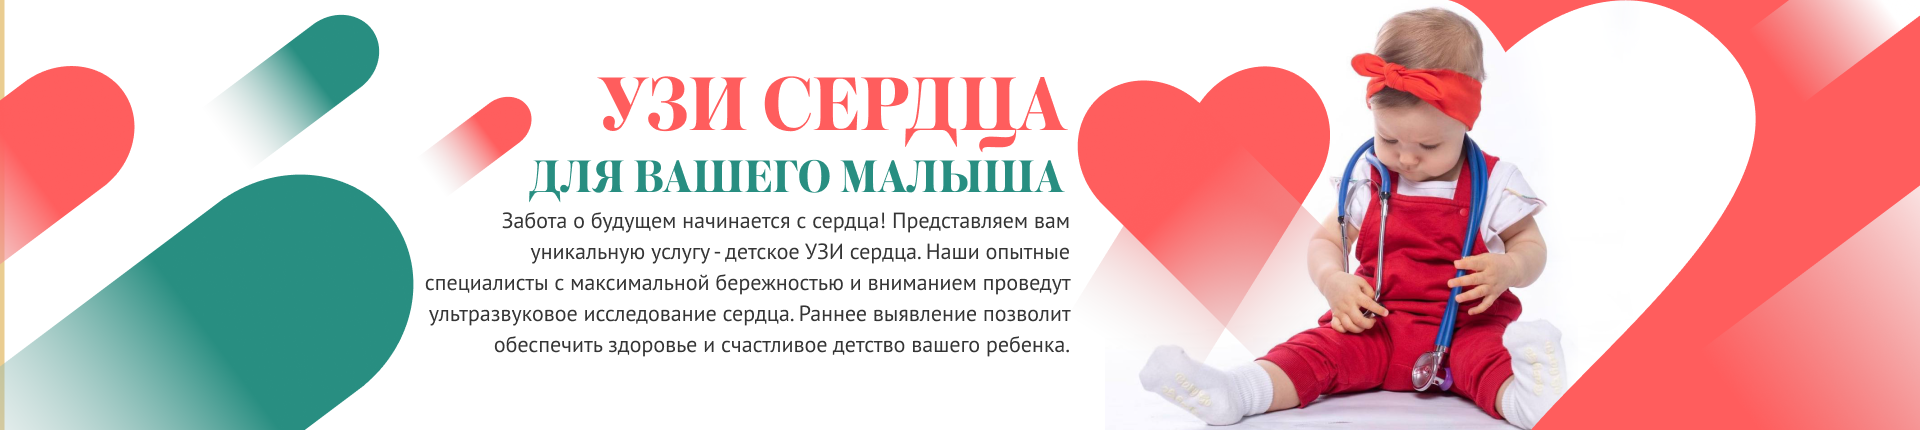 УЗИ СЕРДЦА
ДЛЯ ВАШЕГО МАЛЫША
Забота о будущем начинается с сердца! Представляем вам
уникальную услугу - детское УЗИ сердца. Наши опытные
специалисты с максимальной бережностью и вниманием проведут
ультразвуковое исследование сердца. Раннее выявление позволит
обеспечить здоровье и счастливое детство вашего ребенка.